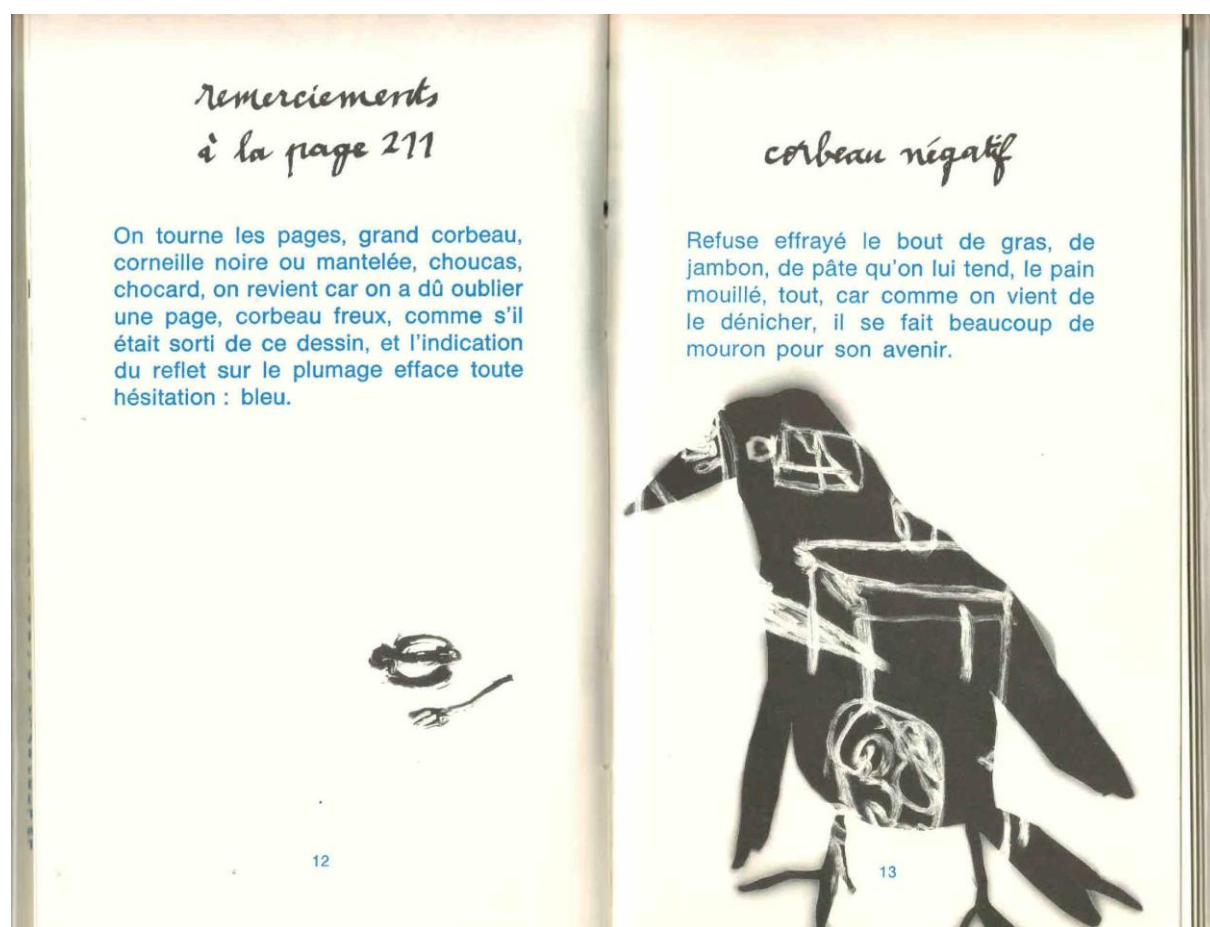 remerciements
à la page 211
On tourne les pages, grand corbeau,
corneille noire ou mantelée, choucas,
chocard, on revient car on a dû oublier
une page, corbeau freux, comme s'il
était sorti de ce dessin, et l'indication
du reflet sur le plumage efface toute
hésitation : bleu.
12
corbeau négatif
Refuse effrayé le bout de gras, de
jambon, de pâte qu'on lui tend, le pain
mouillé, tout, car comme on vient de
le dénicher, il se fait beaucoup de
mouron pour son avenir.
13